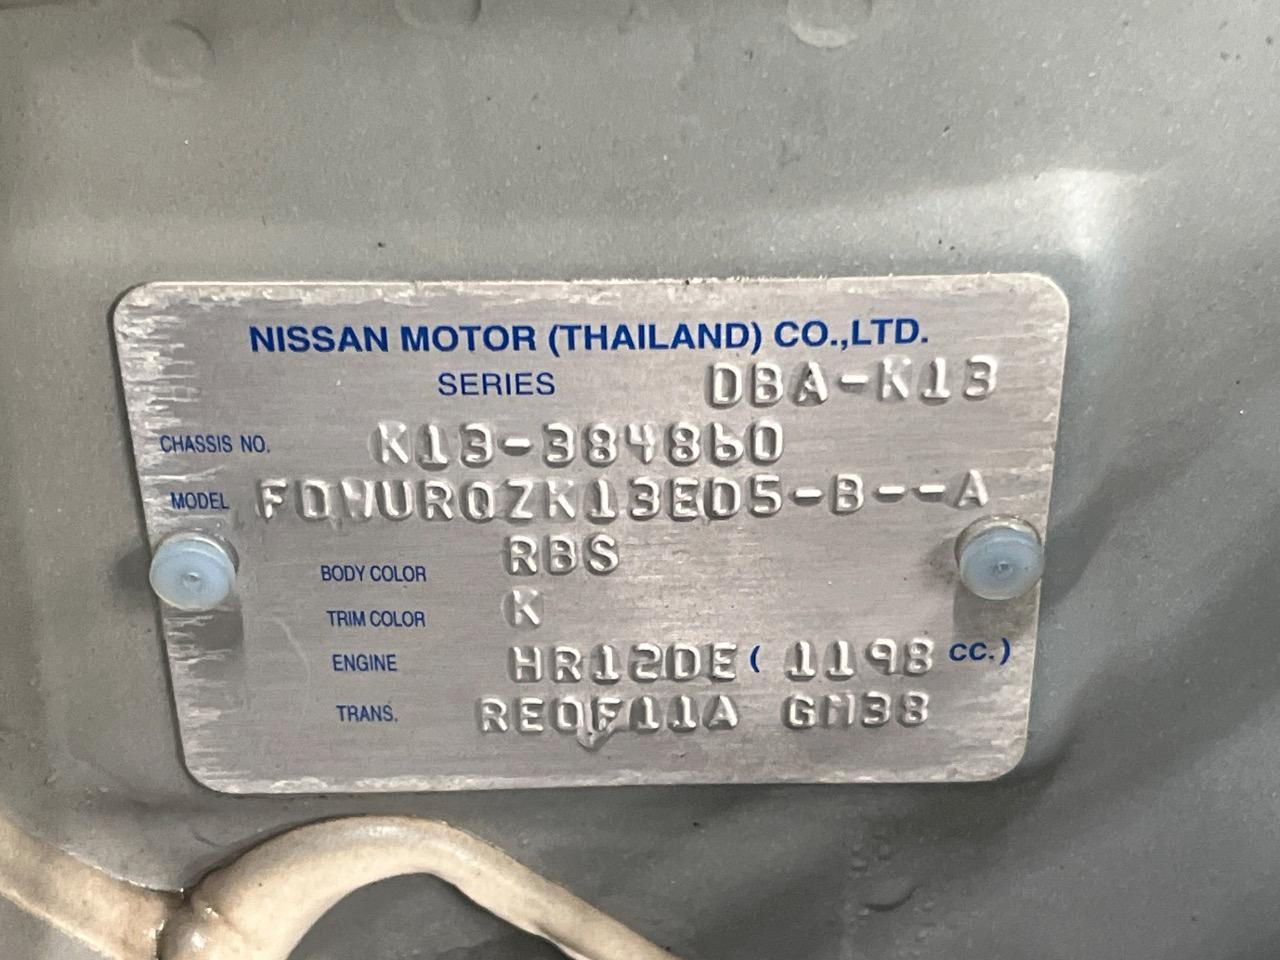 NISSAN MOTOR (THAILAND) CO.,LTD.
SERIES DBA-K13
CHASSIS NO. K13-384860
MODEL FDWURQZK13ED5-B--A
BODY COLOR RBS
TRIM COLOR K
ENGINE HR12DE ( 1198 cc.)
TRANS. RE0F11A GM38